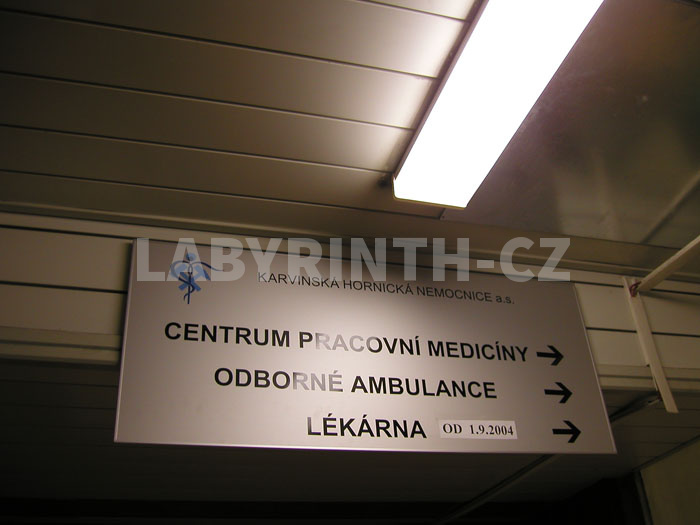 LABYRINTH-CZ
KARVINSKÁ HORNICKÁ NEMOCNICE a.s.
CENTRUM PRACOVNÍ MEDICÍNY →
ODBORNÉ AMBULANCE →
LÉKÁRNA OD 1.9.2004 →